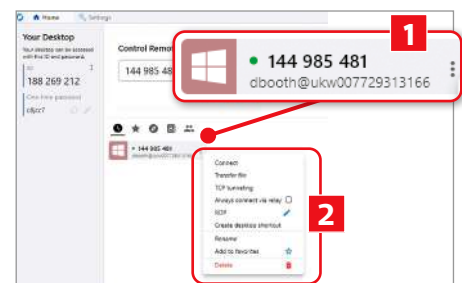 Home
Settings
Your Desktop
Your desktop can be accessed
with this ID and password.
ID
188 269 212
One-time password
Control Remo
144 985 48
1
144 985 481
dbooth@ukw007729313166
144 985 481
Connect
Transfer file
TCP tunneling
Always connect via relay
RDP
Create desktop shortcut
Rename
Add to favorites
Delete
2